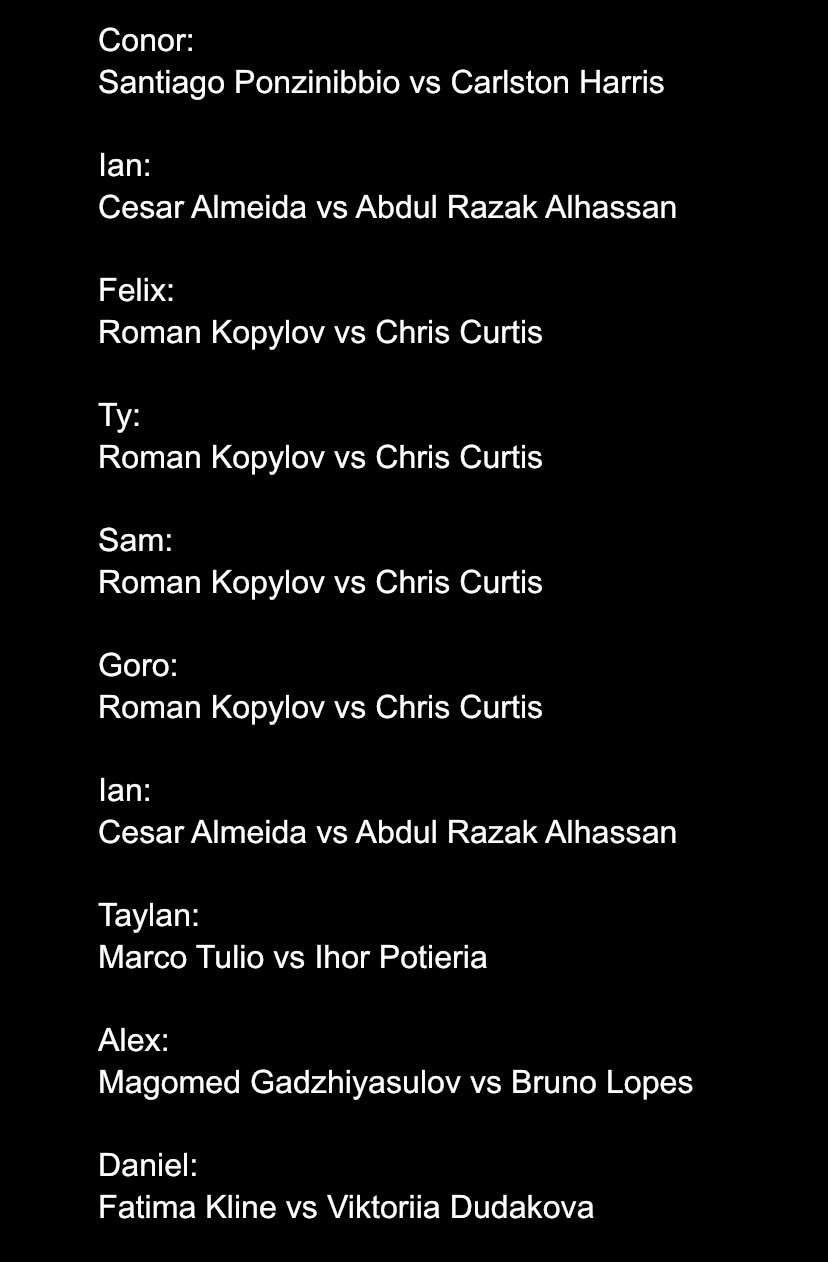 Conor:
Santiago Ponzinibbio vs Carlston Harris
Ian:
Cesar Almeida vs Abdul Razak Alhassan
Felix:
Roman Kopylov vs Chris Curtis
Ty:
Roman Kopylov vs Chris Curtis
Sam:
Roman Kopylov vs Chris Curtis
Goro:
Roman Kopylov vs Chris Curtis
Ian:
Cesar Almeida vs Abdul Razak Alhassan
Taylan:
Marco Tulio vs Ihor Potieria
Alex:
Magomed Gadzhiyasulov vs Bruno Lopes
Daniel:
Fatima Kline vs Viktoriia Dudakova